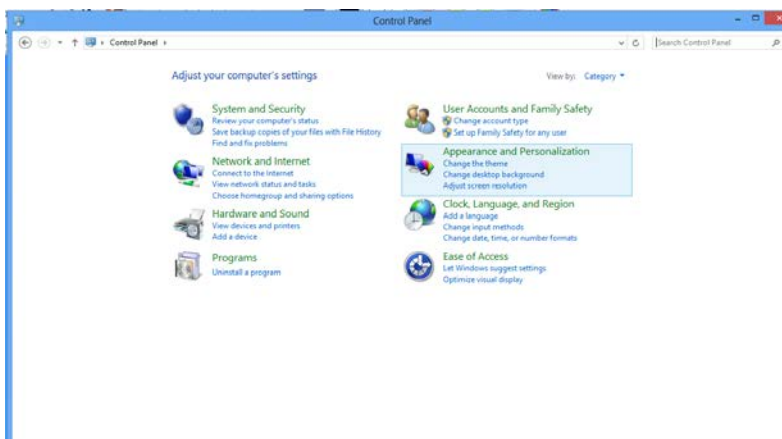 Control Panel
Control Panel
Search Control Panel
Adjust your computer's settings
View by: Category
System and Security
Review your computer's status
Save backup copies of your files with File History
Find and fix problems
Network and Internet
Connect to the Internet
View network status and tasks
Choose homegroup and sharing options
Hardware and Sound
View devices and printers
Add a device
Programs
Uninstall a program
User Accounts and Family Safety
Change account type
Set up Family Safety for any user
Appearance and Personalization
Change the theme
Change desktop background
Adjust screen resolution
Clock, Language, and Region
Add a language
Change input methods
Change date, time, or number formats
Ease of Access
Let Windows suggest settings
Optimize visual display